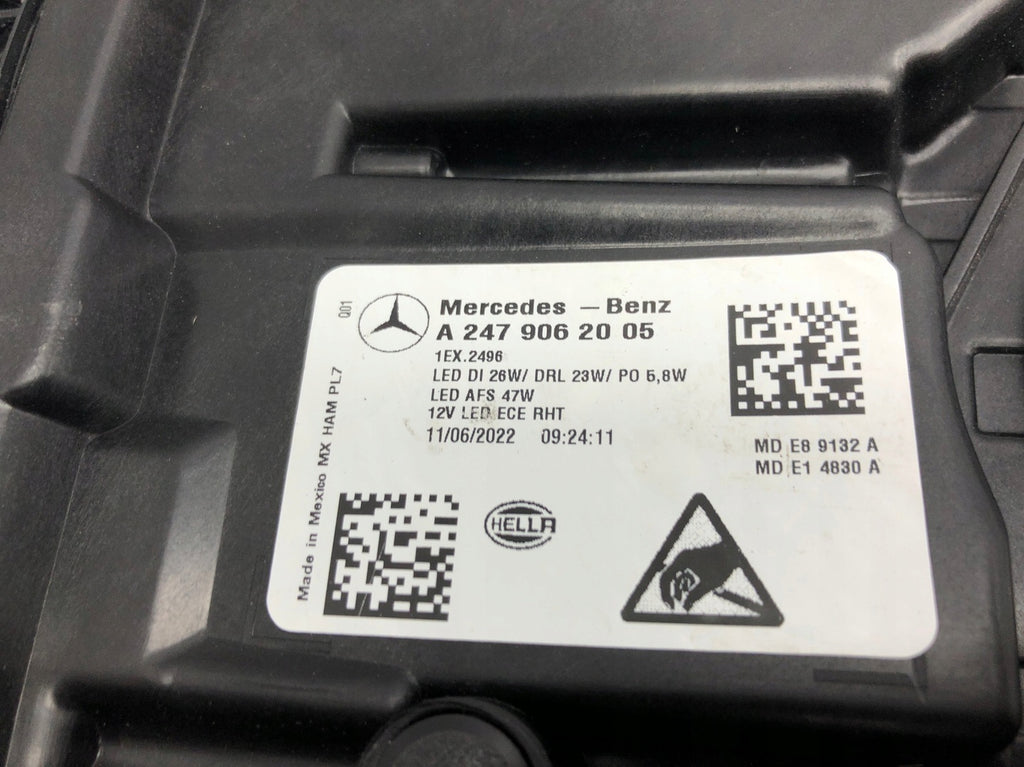 Q01
Mercedes - Benz
A 247 906 20 05
1EX.2496
LED DI 26W/ DRL 23W/ PO 5,8W
LED AFS 47W
12V LED ECE RHT
11/06/2022 09:24:11
MD E8 9132 A
MD E1 4830 A
Made in Mexico MX HAM PL7
HELLA